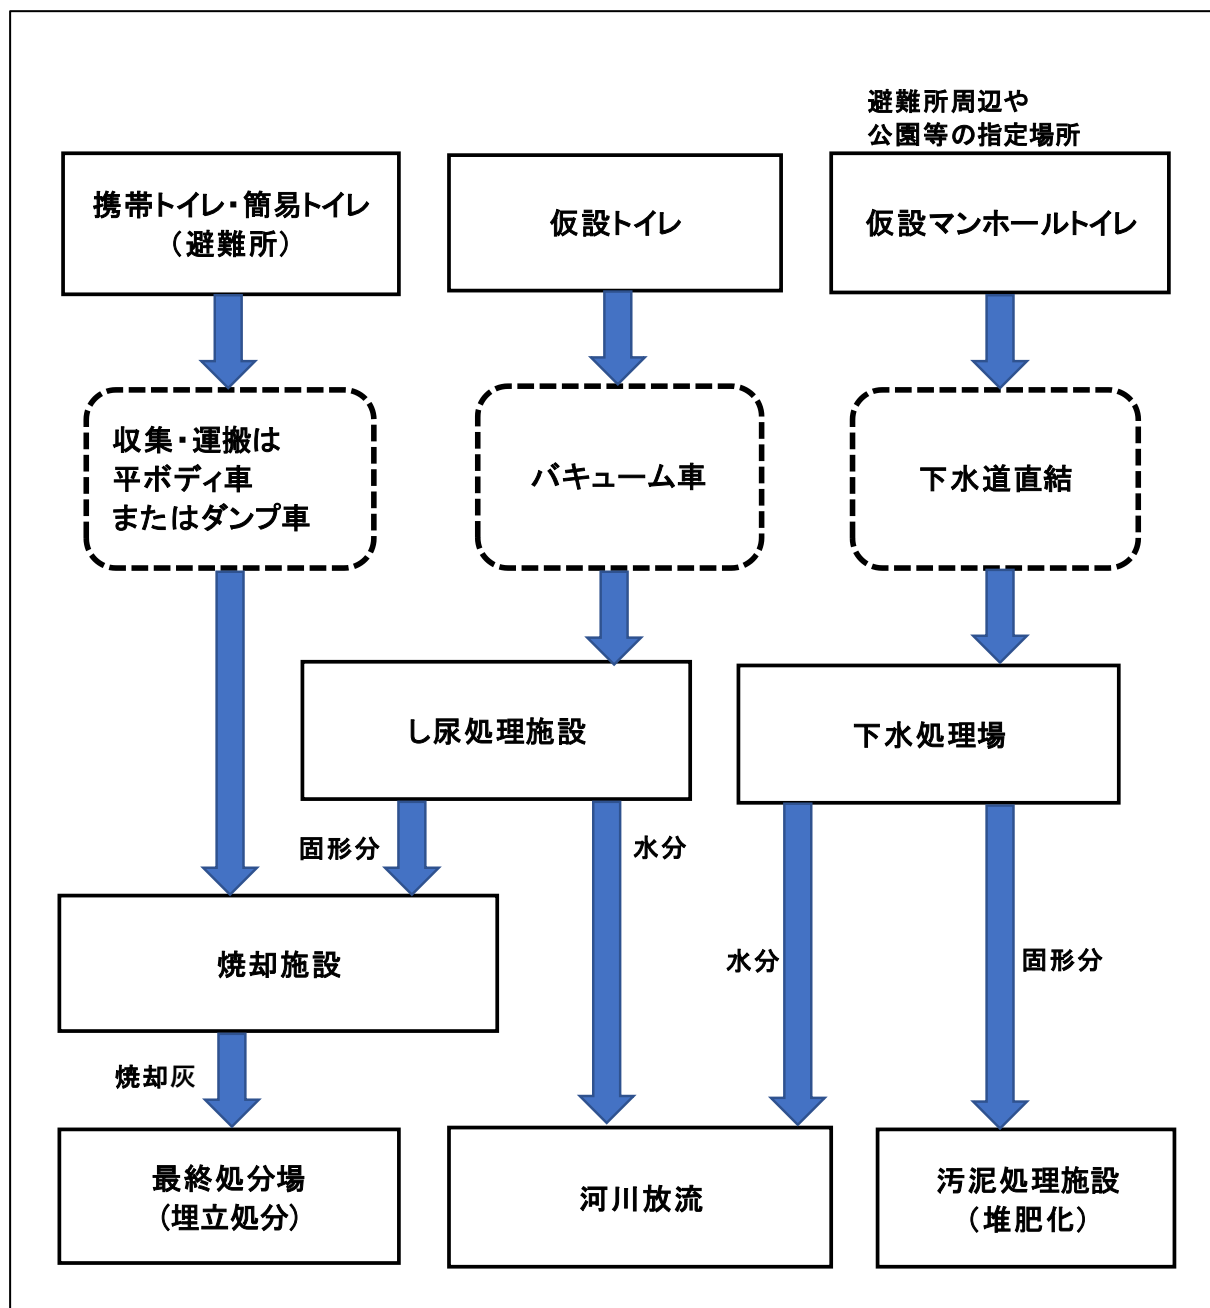 避難所周辺や
公園等の指定場所
携帯トイレ・簡易トイレ
（避難所）
仮設トイレ
仮設マンホールトイレ
収集・運搬は
平ボディ車
またはダンプ車
バキューム車
下水道直結
し尿処理施設
下水処理場
固形分
水分
焼却施設
水分
固形分
焼却灰
最終処分場
（埋立処分）
河川放流
汚泥処理施設
（堆肥化）